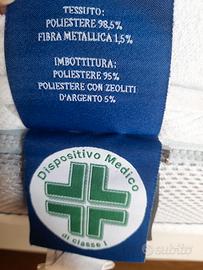 TESSUTO:
POLIESTERE 98,5%
FIBRA METALLICA 1,5%
IMBOTTITURA:
POLIESTERE 95%
POLIESTERE CON ZEOLITI
D'ARGENTO 5%
Dispositivo Medico
di classe I
subito